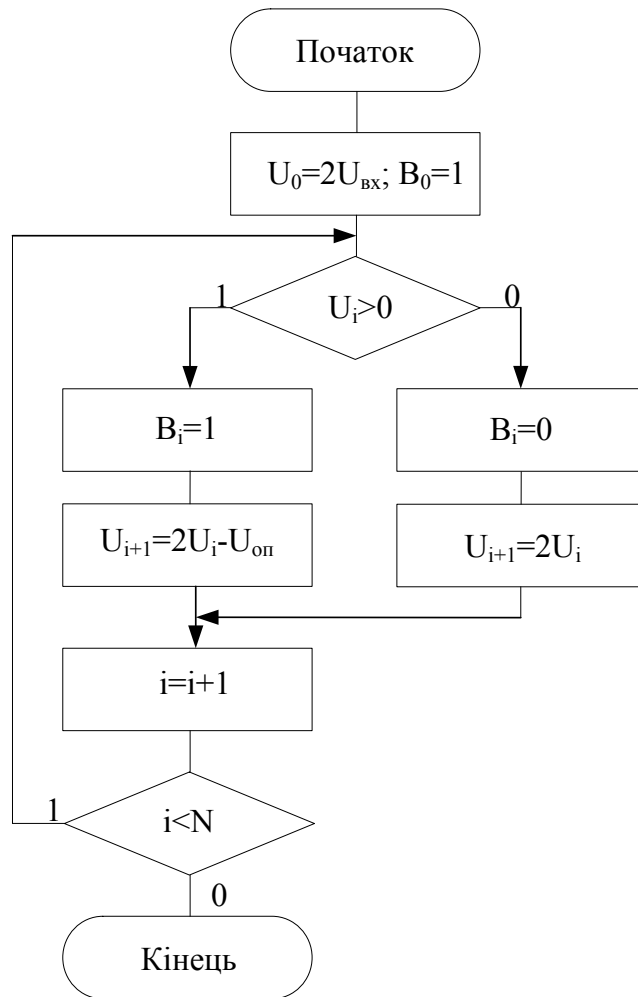 Початок
U₀=2Uвх; B₀=1
Uᵢ>0
1
0
Bᵢ=1
Bᵢ=0
Uᵢ₊₁=2Uᵢ-Uоп
Uᵢ₊₁=2Uᵢ
i=i+1
i<N
1
0
Кінець